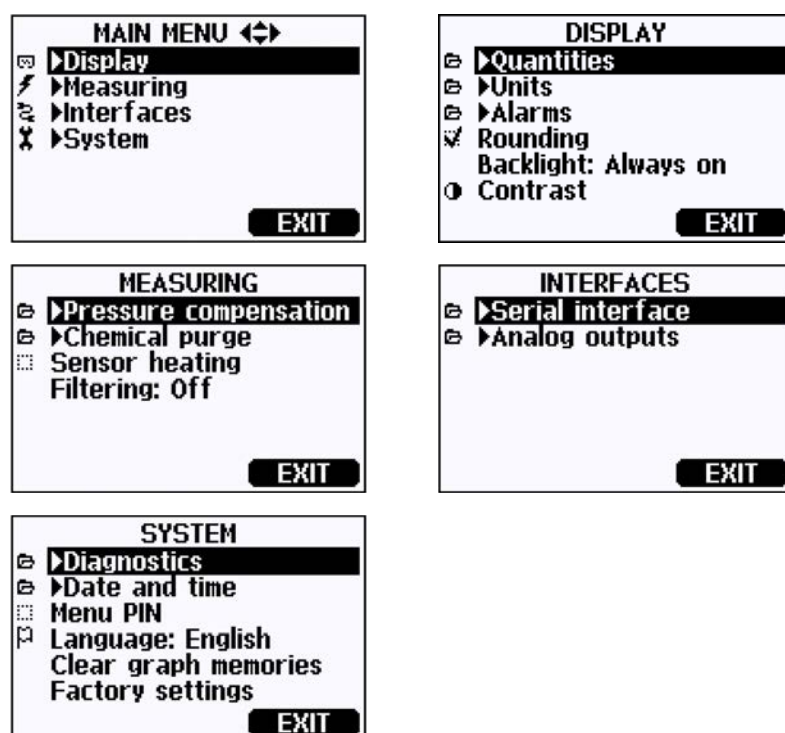 MAIN MENU
▶Display
▶Measuring
▶Interfaces
▶System
EXIT
DISPLAY
▶Quantities
▶Units
▶Alarms
Rounding
Backlight: Always on
Contrast
EXIT
MEASURING
▶Pressure compensation
▶Chemical purge
Sensor heating
Filtering: Off
EXIT
INTERFACES
▶Serial interface
▶Analog outputs
EXIT
SYSTEM
▶Diagnostics
▶Date and time
Menu PIN
Language: English
Clear graph memories
Factory settings
EXIT